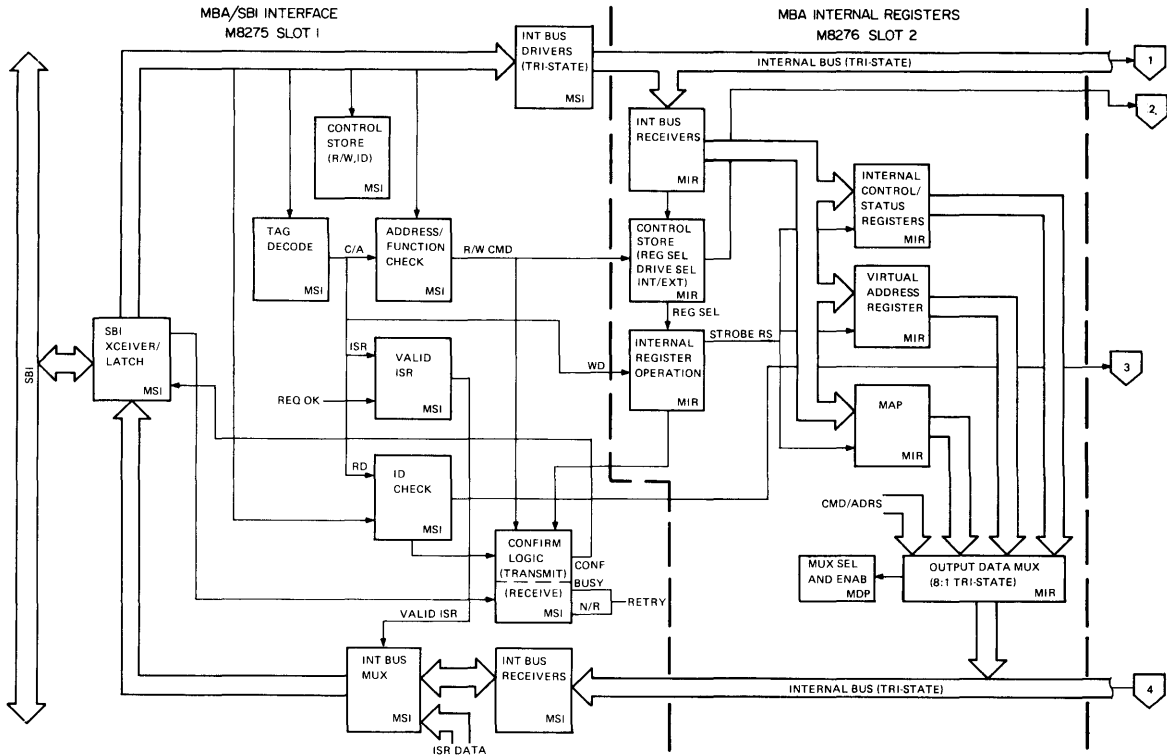 MBA/SBI INTERFACE
M8275 SLOT 1
MBA INTERNAL REGISTERS
M8276 SLOT 2
INT BUS
DRIVERS
(TRI-STATE)
MSI
INTERNAL BUS (TRI-STATE)
1
2
CONTROL
STORE
(R/W,ID)
MSI
INT BUS
RECEIVERS
MIR
INTERNAL
CONTROL/
STATUS
REGISTERS
MIR
TAG
DECODE
MSI
C/A
ADDRESS/
FUNCTION
CHECK
MSI
R/W CMD
CONTROL
STORE
(REG SEL
DRIVE SEL
INT/EXT)
MIR
REG SEL
VIRTUAL
ADDRESS
REGISTER
MIR
SBI
SBI
XCEIVER/
LATCH
MSI
ISR
REQ OK
VALID
ISR
MSI
WD
INTERNAL
REGISTER
OPERATION
MIR
STROBE RS
3
MAP
MIR
RD
ID
CHECK
MSI
CMD/ADRS
CONFIRM
LOGIC
(TRANSMIT)
(RECEIVE)
MSI
CONF
BUSY
N/R
RETRY
MUX SEL
AND ENAB
MDP
OUTPUT DATA MUX
(8:1 TRI-STATE)
MIR
VALID ISR
INT BUS
MUX
MSI
INT BUS
RECEIVERS
MSI
INTERNAL BUS (TRI-STATE)
4
ISR DATA